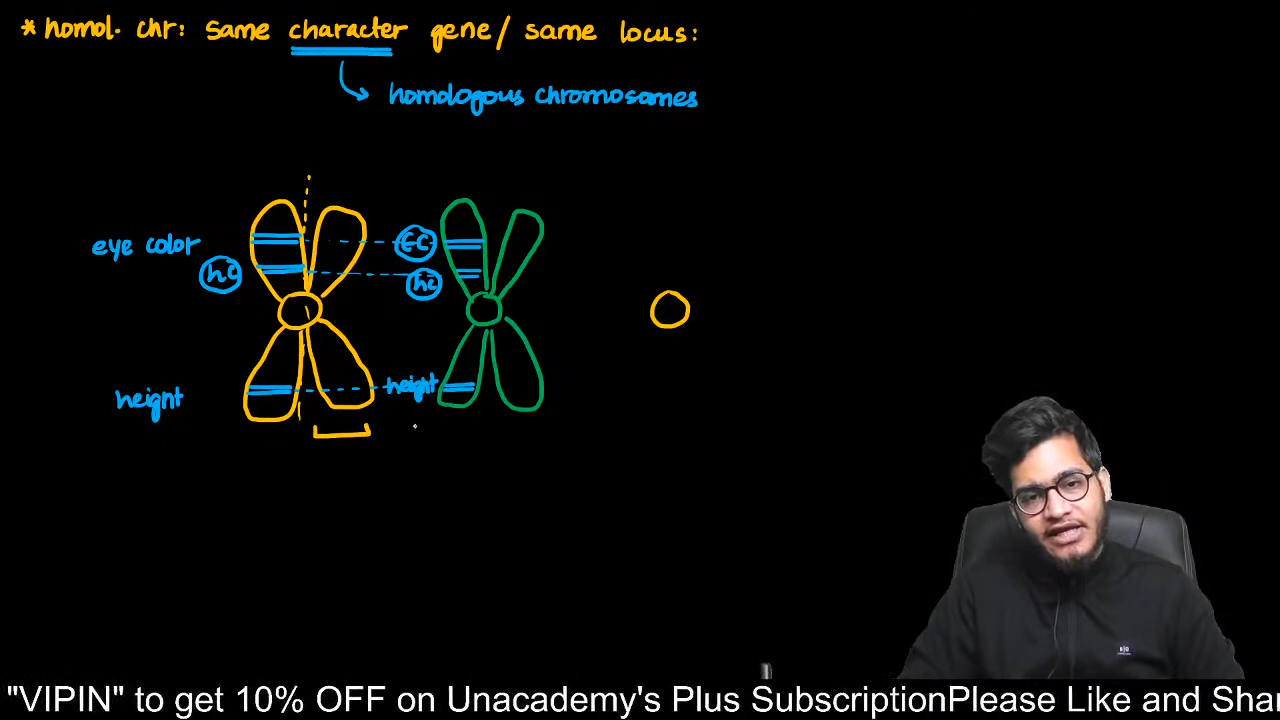 * homol. chr: same character gene/ same locus:
homologous chromosomes
eye color
EC
hc
hc
height
height
"VIPIN" to get 10% OFF on Unacademy's Plus SubscriptionPlease Like and Shar